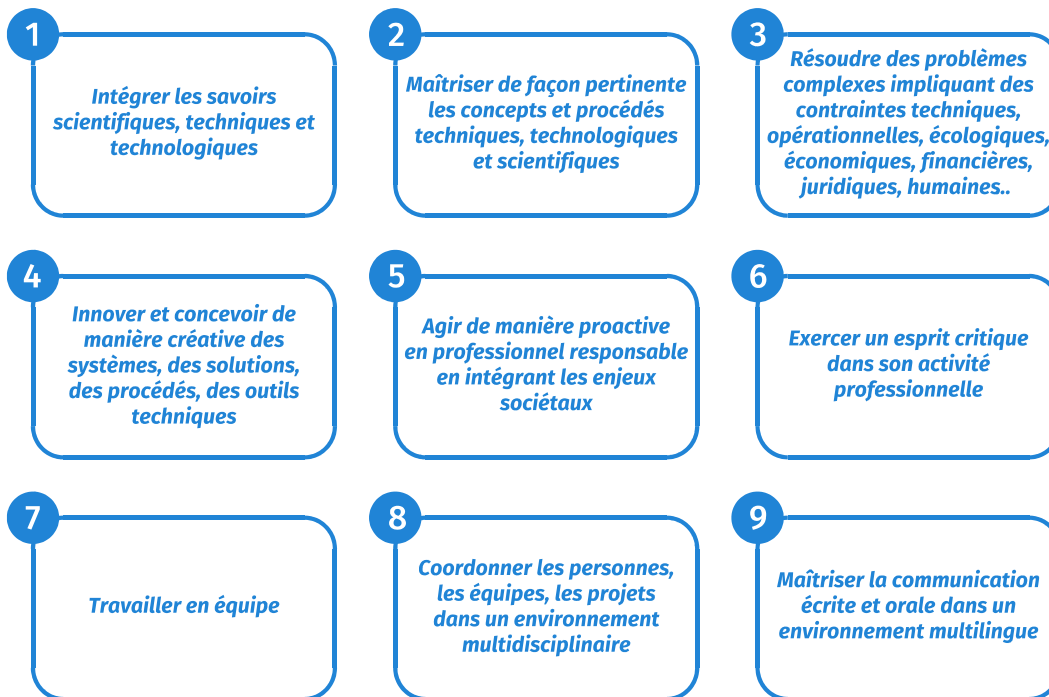 1
Intégrer les savoirs
scientifiques, techniques et
technologiques
2
Maîtriser de façon pertinente
les concepts et procédés
techniques, technologiques
et scientifiques
3
Résoudre des problèmes
complexes impliquant des
contraintes techniques,
opérationnelles, écologiques,
économiques, financières,
juridiques, humaines..
4
Innover et concevoir de
manière créative des
systèmes, des solutions,
des procédés, des outils
techniques
5
Agir de manière proactive
en professionnel responsable
en intégrant les enjeux
sociétaux
6
Exercer un esprit critique
dans son activité
professionnelle
7
Travailler en équipe
8
Coordonner les personnes,
les équipes, les projets
dans un environnement
multidisciplinaire
9
Maîtriser la communication
écrite et orale dans un
environnement multilingue